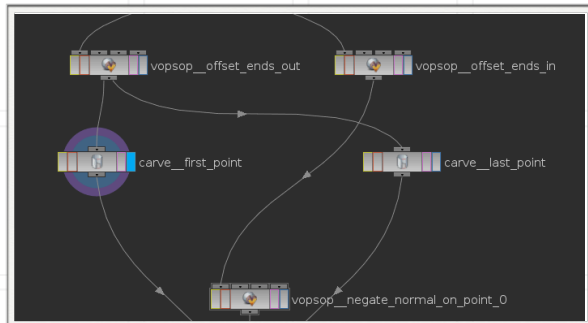 vopsop__offset_ends_out
vopsop__offset_ends_in
carve__first_point
carve__last_point
vopsop__negate_normal_on_point_0